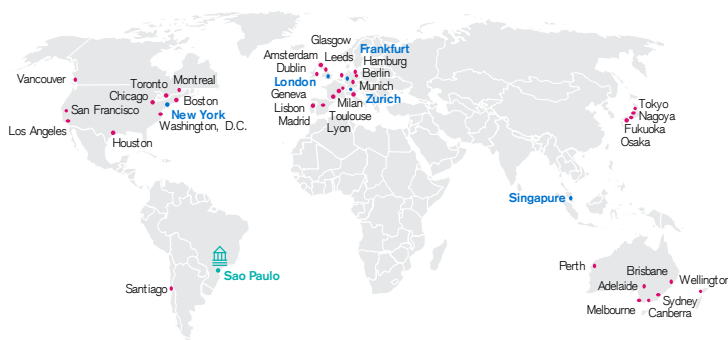 Glasgow
Frankfurt
Amsterdam
Leeds
Hamburg
Dublin
Berlin
London
Munich
Geneva
Zurich
Milan
Lisbon
Toulouse
Madrid
Lyon
Vancouver
Toronto
Montreal
Chicago
Boston
San Francisco
New York
Los Angeles
Washington, D.C.
Houston
Tokyo
Nagoya
Fukuoka
Osaka
Singapore
Sao Paulo
Santiago
Perth
Brisbane
Wellington
Adelaide
Sydney
Melbourne
Canberra